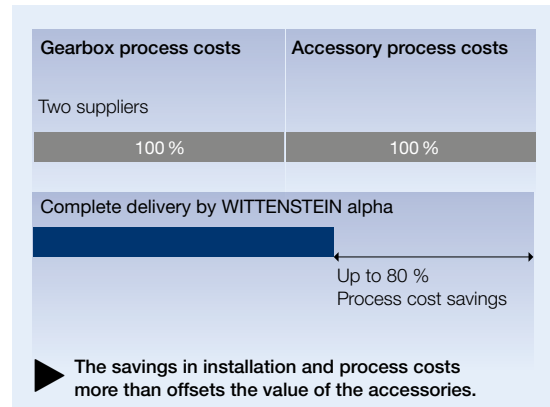 Gearbox process costs
Accessory process costs
Two suppliers
100 %
100 %
Complete delivery by WITTENSTEIN alpha
Up to 80 %
Process cost savings
The savings in installation and process costs
more than offsets the value of the accessories.